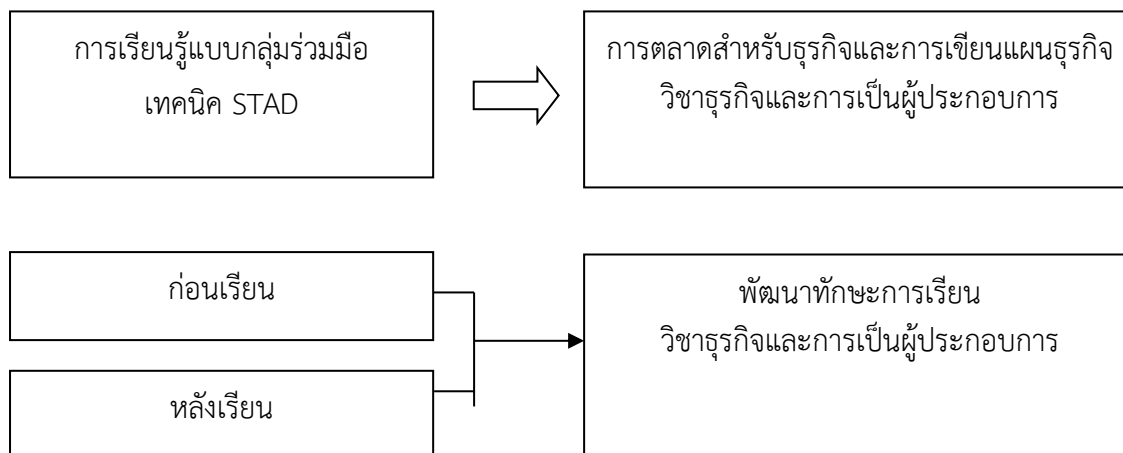 การเรียนรู้แบบกลุ่มร่วมมือ
เทคนิค STAD
การตลาดสำหรับธุรกิจและการเขียนแผนธุรกิจ
วิชาธุรกิจและการเป็นผู้ประกอบการ
ก่อนเรียน
หลังเรียน
พัฒนาทักษะการเรียน
วิชาธุรกิจและการเป็นผู้ประกอบการ